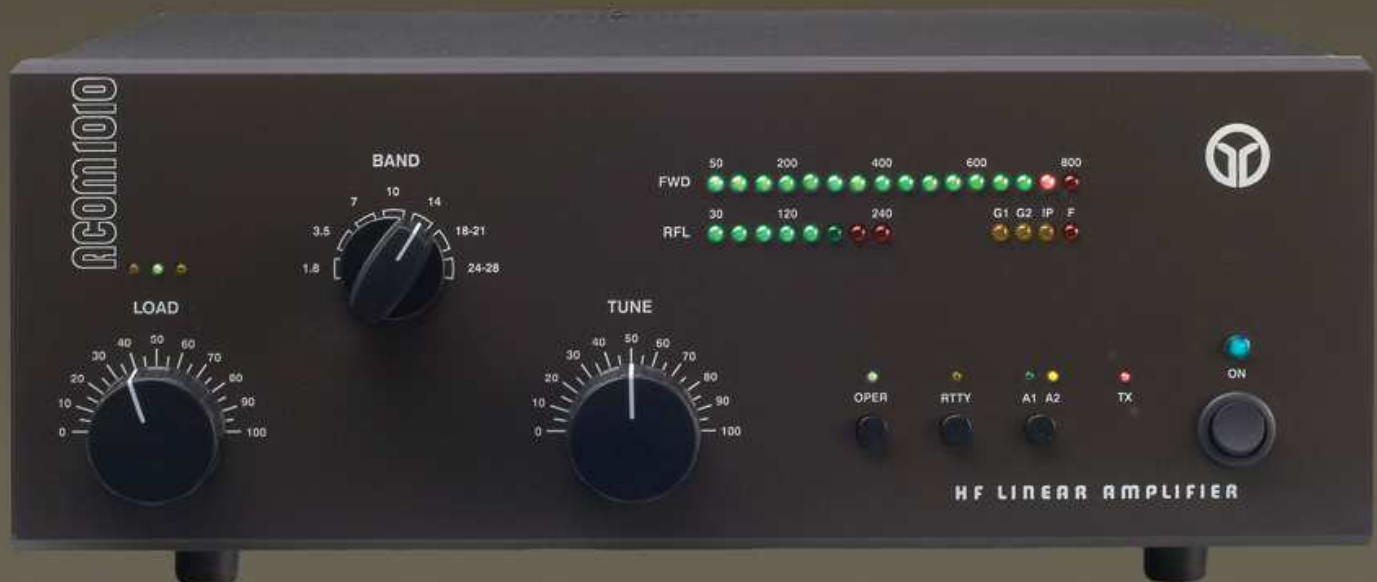 ACOM1010
BAND
1.8 3.5 7 10 14 18-21 24-28
50 200 400 600 800
FWD
30 120 240 G1 G2 IP F
RFL
LOAD
0 10 20 30 40 50 60 70 80 90 100
TUNE
0 10 20 30 40 50 60 70 80 90 100
OPER RTTY A1 A2 TX ON
HF LINEAR AMPLIFIER